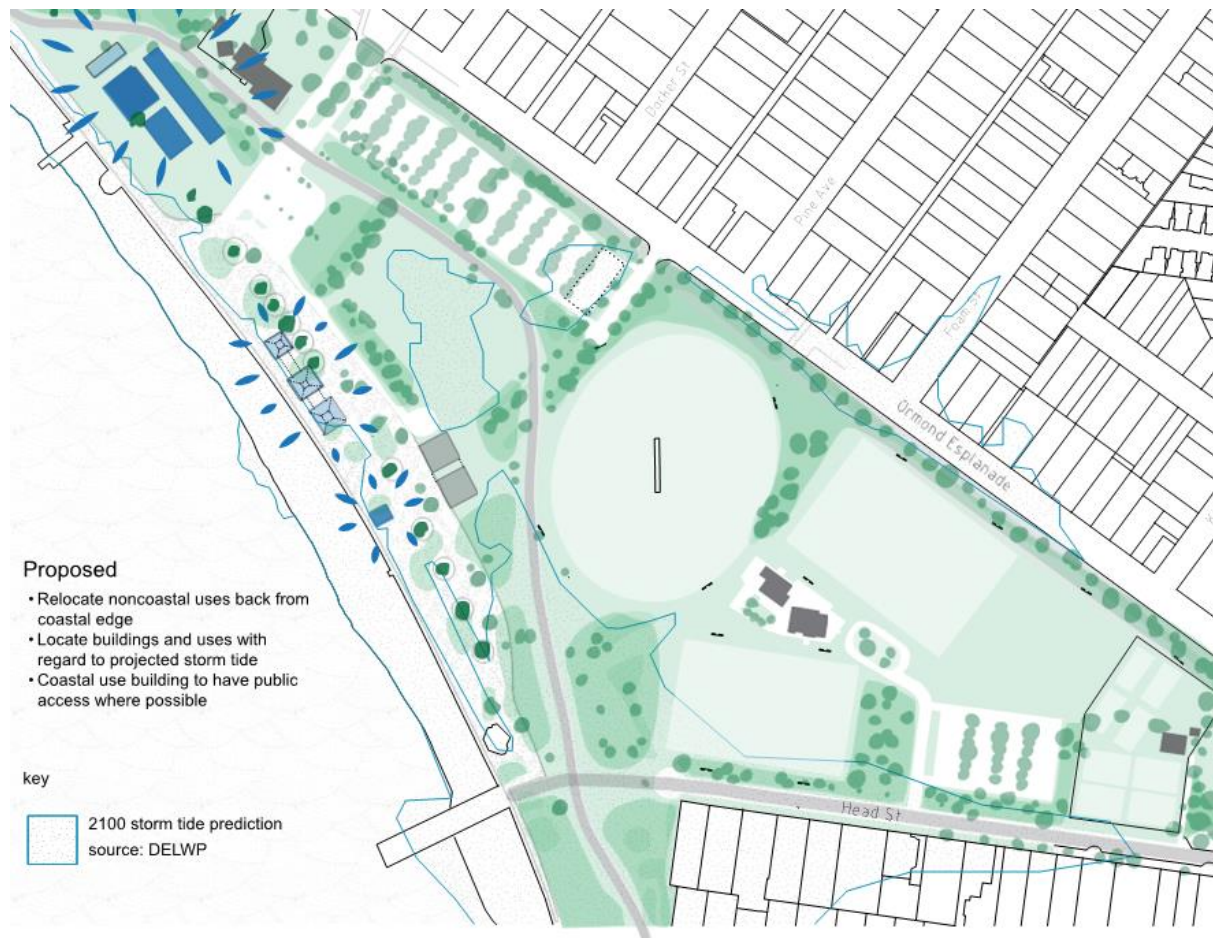 Docker St
Pine Ave
Foam St
Ormond Esplanade
Proposed
• Relocate noncoastal uses back from
coastal edge
• Locate buildings and uses with
regard to projected storm tide
• Coastal use building to have public
access where possible
key
2100 storm tide prediction
source: DELWP
Head St